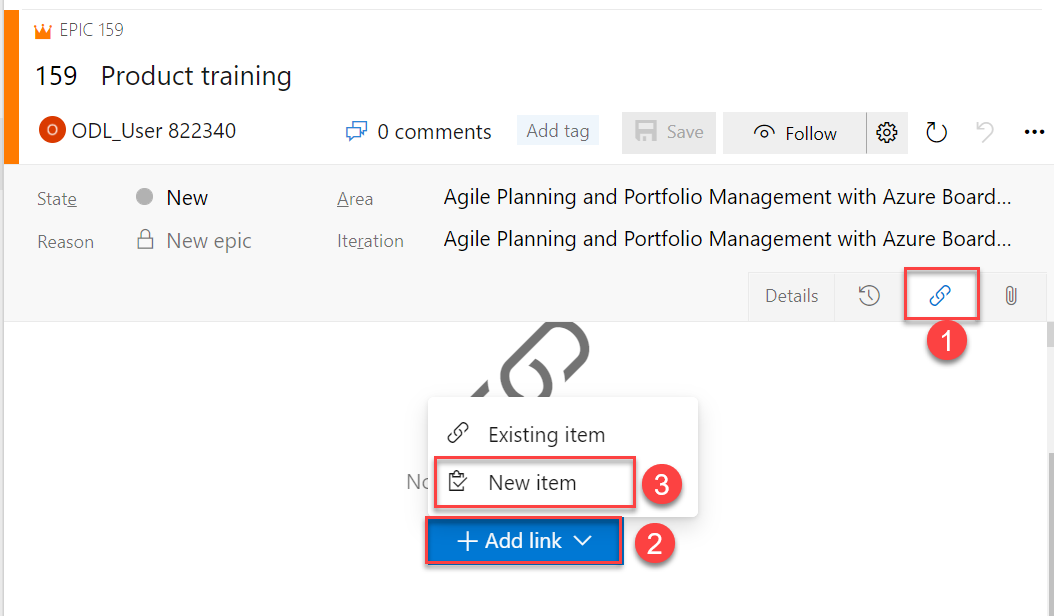 EPIC 159
159 Product training
O ODL_User 822340 0 comments Add tag Save Follow
State New Area Agile Planning and Portfolio Management with Azure Board...
Reason New epic Iteration Agile Planning and Portfolio Management with Azure Board...
Details
1
Existing item
New item 3
+ Add link 2